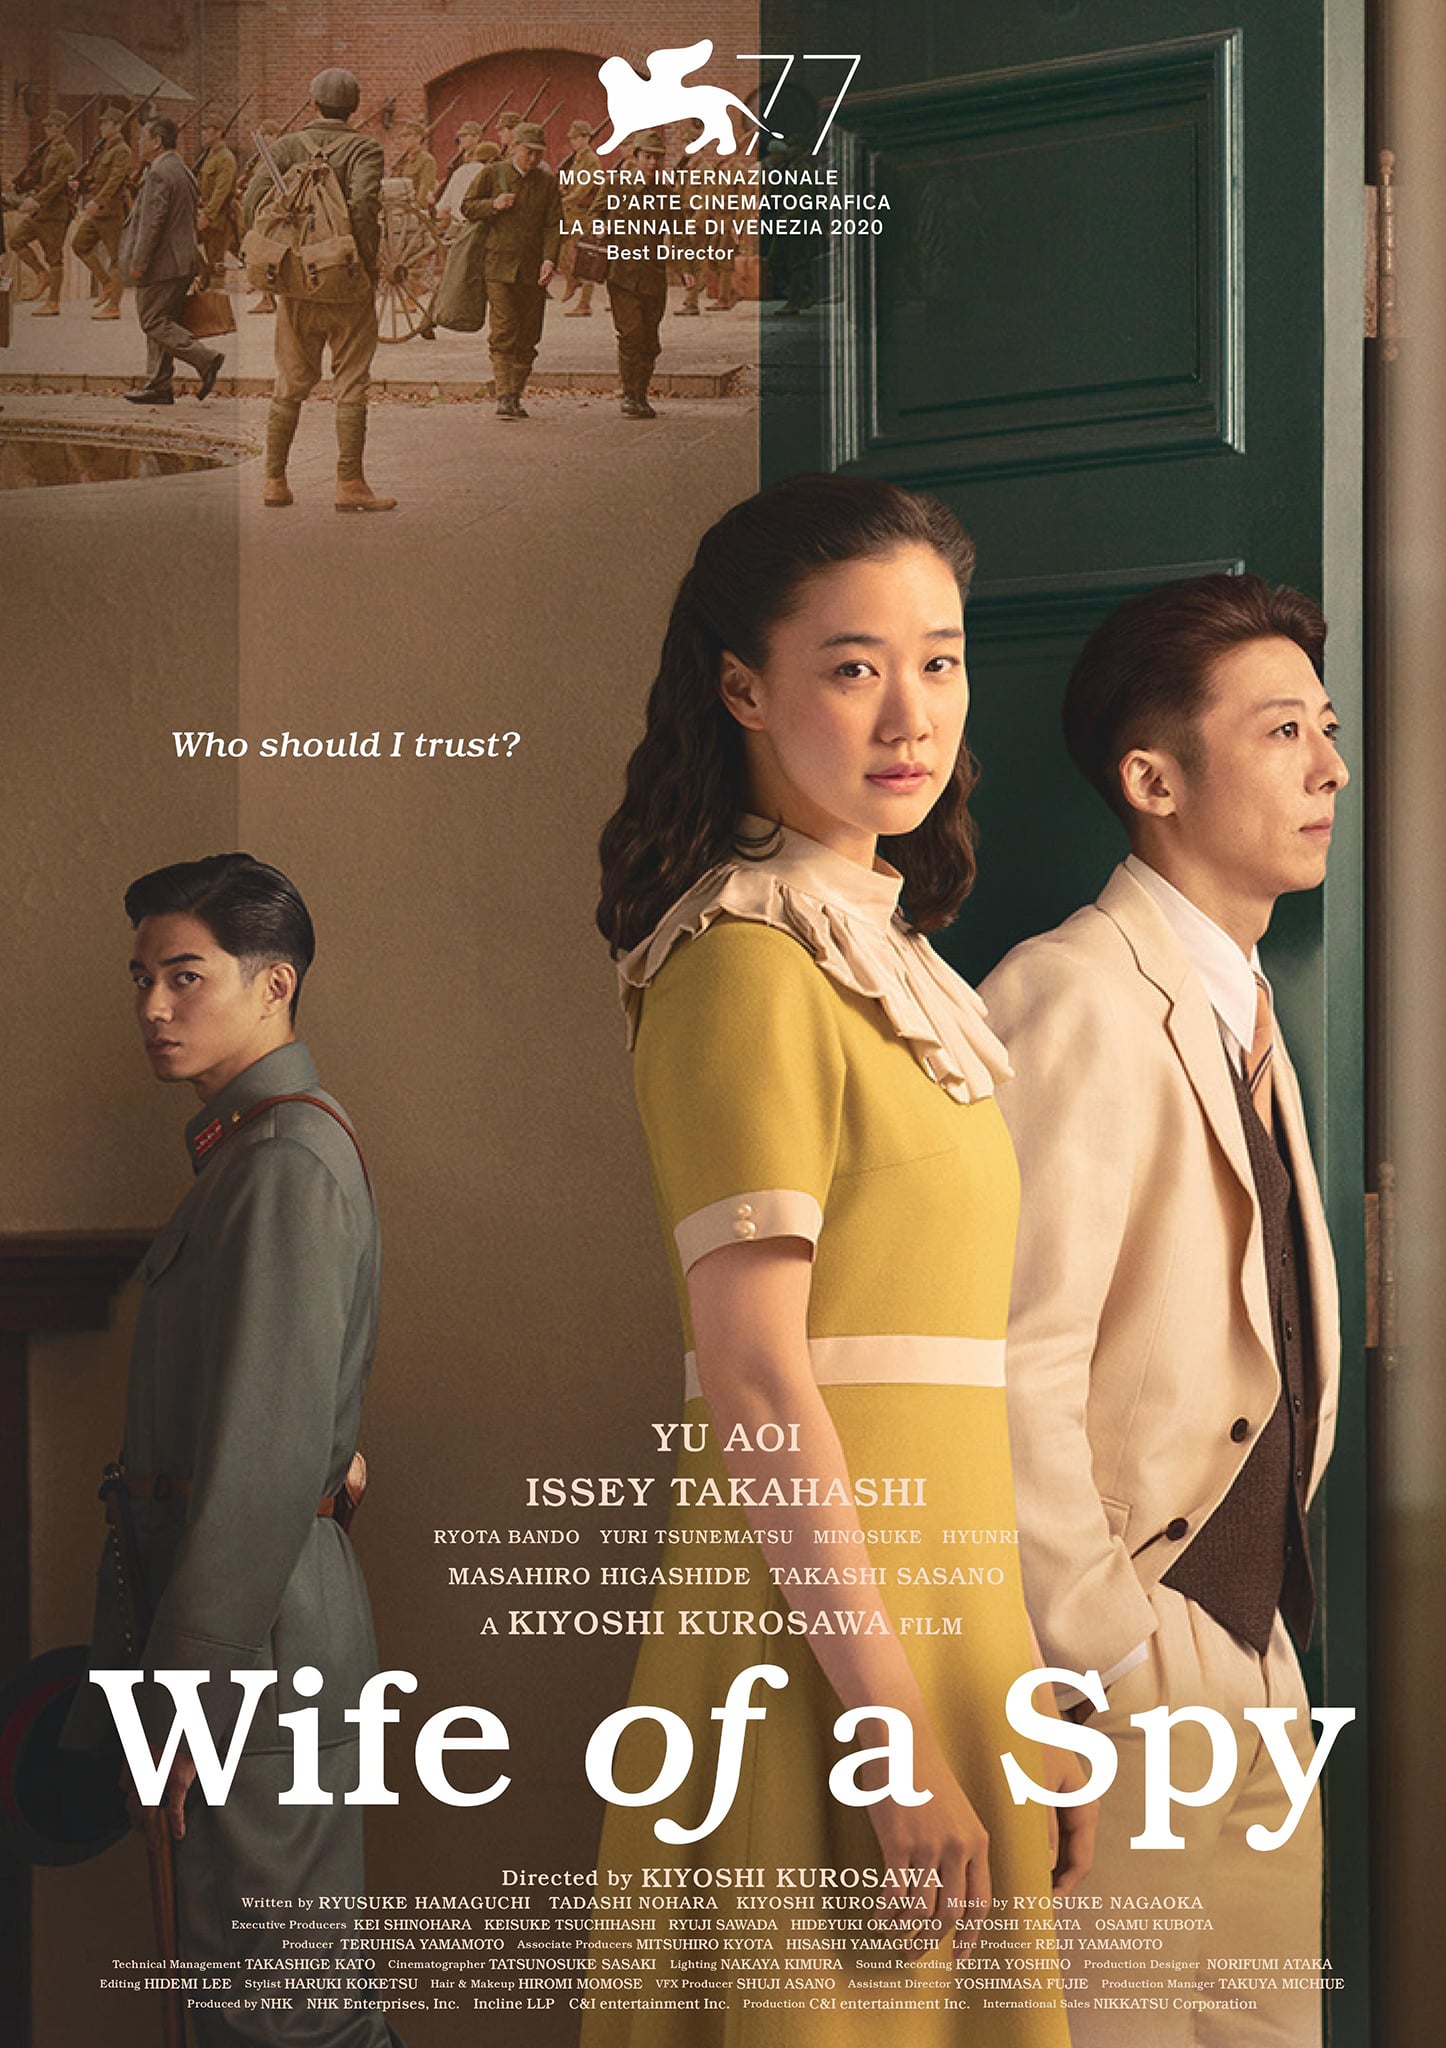 77
MOSTRA INTERNAZIONALE
D'ARTE CINEMATOGRAFICA
LA BIENNALE DI VENEZIA 2020
Best Director
Who should I trust?
YU AOI
ISSEY TAKAHASHI
RYOTA BANDO YURI TSUNEMATSU MINOSUKE HYUNRI
MASAHIRO HIGASHIDE TAKASHI SASANO
A KIYOSHI KUROSAWA FILM
Wife of a Spy
Directed by KIYOSHI KUROSAWA
Written by RYUSUKE HAMAGUCHI TADASHI NOHARA KIYOSHI KUROSAWA Music by RYOSUKE NAGAOKA
Executive Producers KEI SHINOHARA KEISUKE TSUCHIHASHI RYUJI SAWADA HIDEYUKI OKAMOTO SATOSHI TAKATA OSAMU KUBOTA
Producer TERUHISA YAMAMOTO Associate Producers MITSUHIRO KYOTA HISASHI YAMAGUCHI Line Producer REIJI YAMAMOTO
Technical Management TAKASHIGE KATO Cinematographer TATSUNOSUKE SASAKI Lighting NAKAYA KIMURA Sound Recording KEITA YOSHINO Production Designer NORIFUMI ATAKA
Editing HIDEMI LEE Stylist HARUKI KOKETSU Hair & Makeup HIROMI MOMOSE VFX Producer SHUJI ASANO Assistant Director YOSHIMASA FUJIE Production Manager TAKUYA MICHIUE
Produced by NHK NHK Enterprises, Inc. Incline LLP C&I entertainment Inc. Production C&I entertainment Inc. International Sales NIKKATSU Corporation